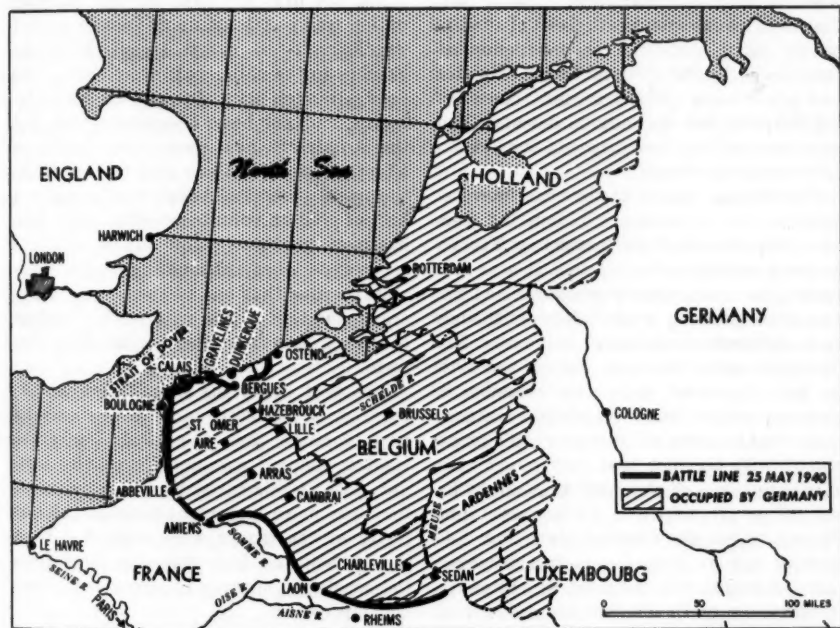 North Sea
ENGLAND
HOLLAND
HARWICH
LONDON
ROTTERDAM
GERMANY
STRAIT OF DOVER
CALAIS
GRAVELINES
DUNKERQUE
OSTEND
BERGUES
BOULOGNE
SCHELDE R
HAZEBROUCK
ST. OMER
LILLE
BRUSSELS
COLOGNE
AIRE
BELGIUM
ARRAS
ABBEVILLE
CAMBRAI
MEUSE R.
ARDENNES
BATTLE LINE 25 MAY 1940
OCCUPIED BY GERMANY
AMIENS
SOMME R.
LE HAVRE
FRANCE
CHARLEVILLE
SEDAN
LUXEMBOUBG
SEINE R.
PARIS
OISE R
LAON
AISNE R
RHEIMS
0 50 100 MILES